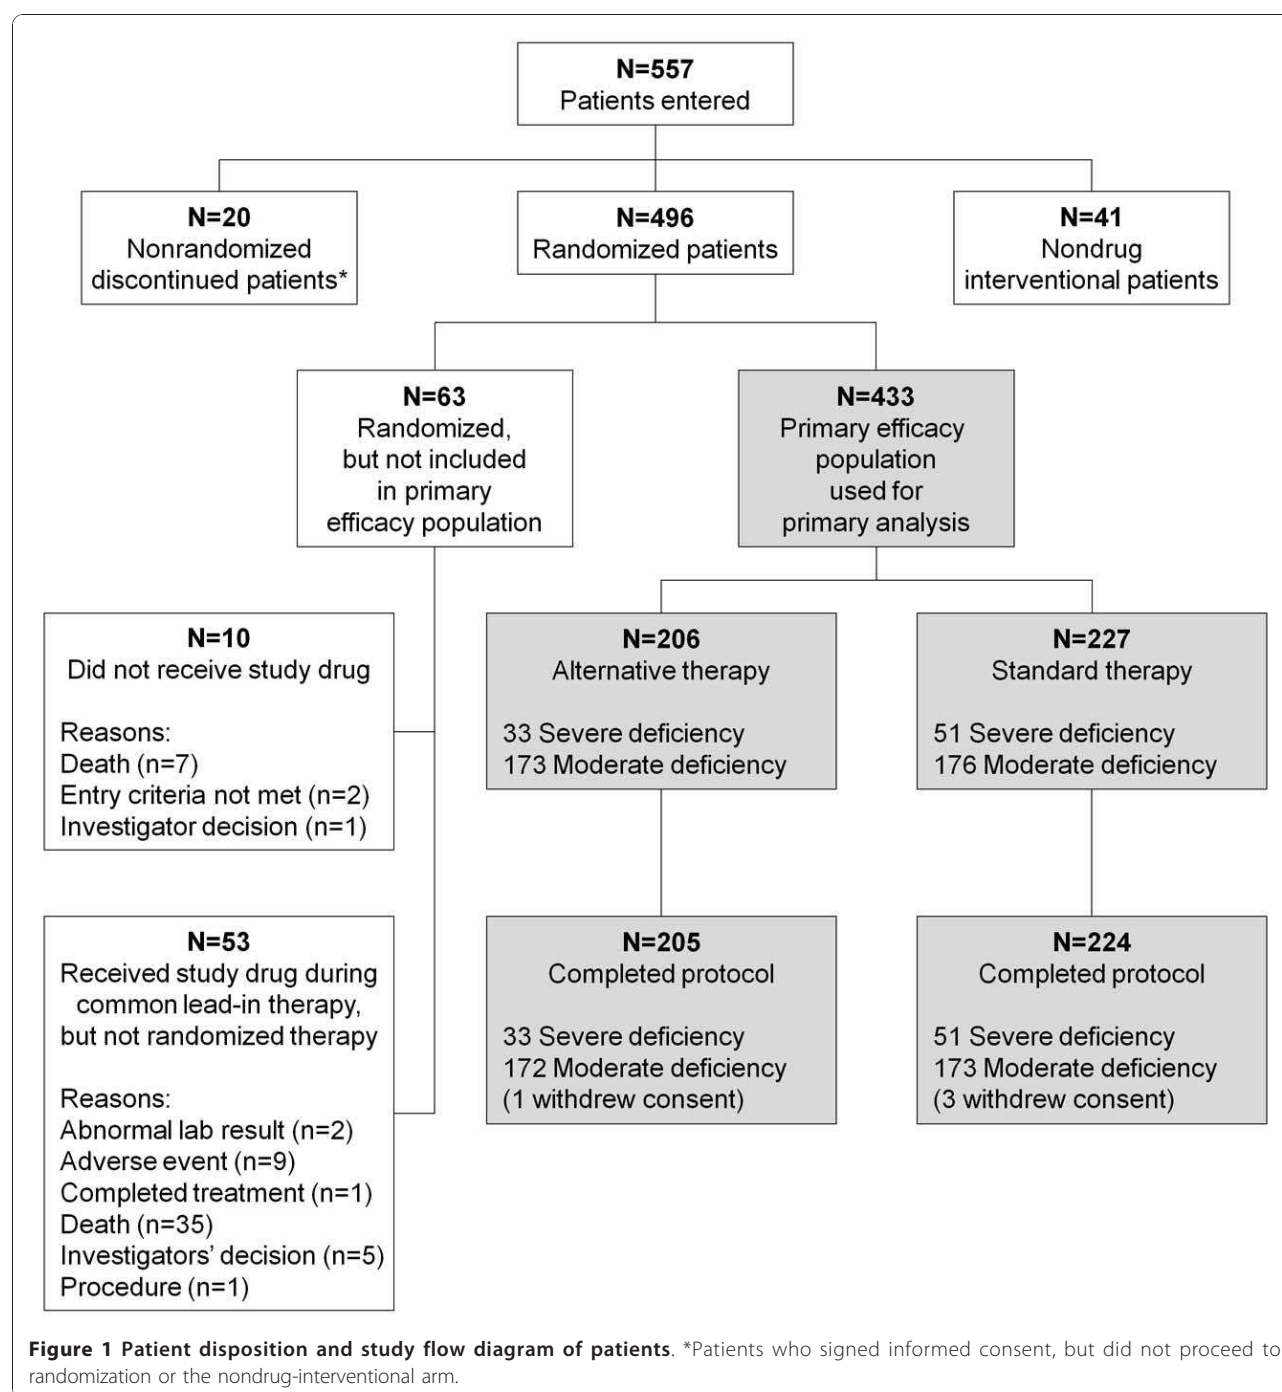 N=557
Patients entered
N=20
Nonrandomized
discontinued patients*
N=496
Randomized patients
N=41
Nondrug
interventional patients
N=63
Randomized,
but not included
in primary
efficacy population
N=433
Primary efficacy
population
used for
primary analysis
N=10
Did not receive study drug
Reasons:
Death (n=7)
Entry criteria not met (n=2)
Investigator decision (n=1)
N=206
Alternative therapy
33 Severe deficiency
173 Moderate deficiency
N=227
Standard therapy
51 Severe deficiency
176 Moderate deficiency
N=53
Received study drug during
common lead-in therapy,
but not randomized therapy
Reasons:
Abnormal lab result (n=2)
Adverse event (n=9)
Completed treatment (n=1)
Death (n=35)
Investigators’ decision (n=5)
Procedure (n=1)
N=205
Completed protocol
33 Severe deficiency
172 Moderate deficiency
(1 withdrew consent)
N=224
Completed protocol
51 Severe deficiency
173 Moderate deficiency
(3 withdrew consent)
Figure 1 Patient disposition and study flow diagram of patients. *Patients who signed informed consent, but did not proceed to
randomization or the nondrug-interventional arm.